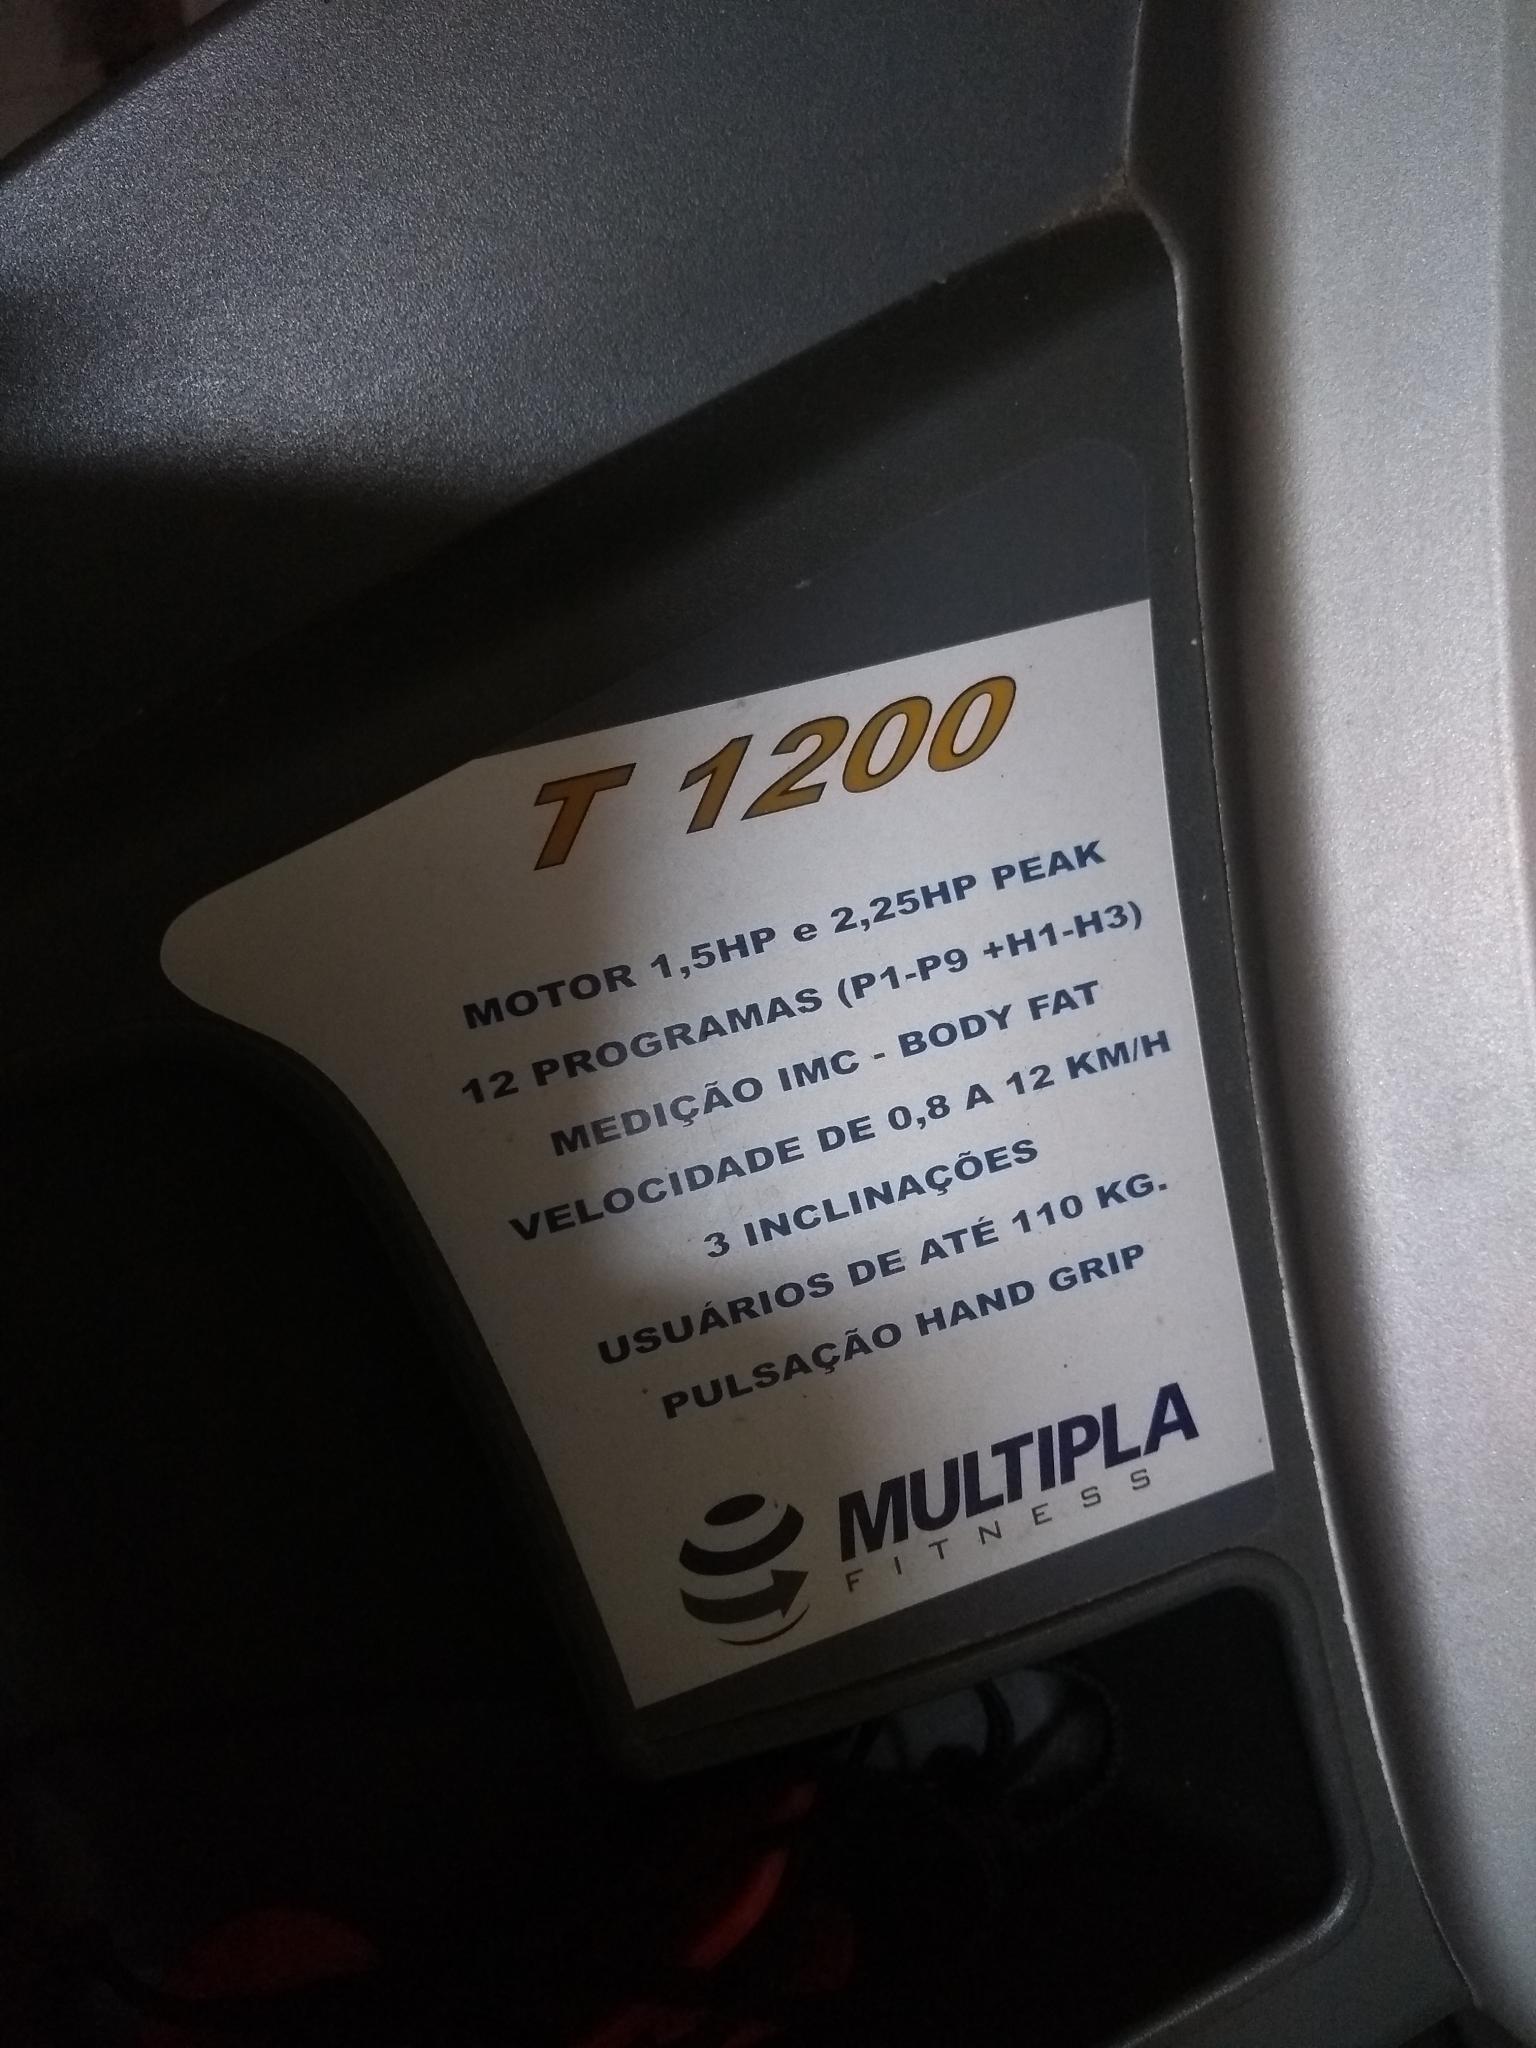 T 1200
MOTOR 1,5HP e 2,25HP PEAK
12 PROGRAMAS (P1-P9 +H1-H3)
MEDIÇÃO IMC - BODY FAT
VELOCIDADE DE 0,8 A 12 KM/H
3 INCLINAÇÕES
USUÁRIOS DE ATÉ 110 KG.
PULSAÇÃO HAND GRIP
MULTIPLA
FITNESS